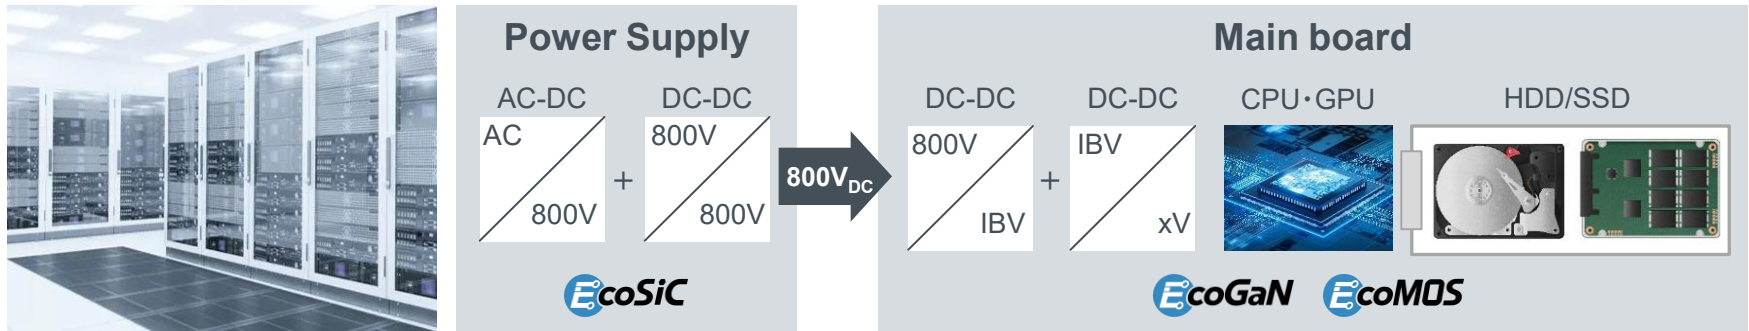 Power Supply
AC-DC
DC-DC
AC
800V
+
800V
800V
EcoSiC
800VDC
Main board
DC-DC
DC-DC
CPU・GPU
HDD/SSD
800V
IBV
+
IBV
xV
EcoGaN
EcoMOS